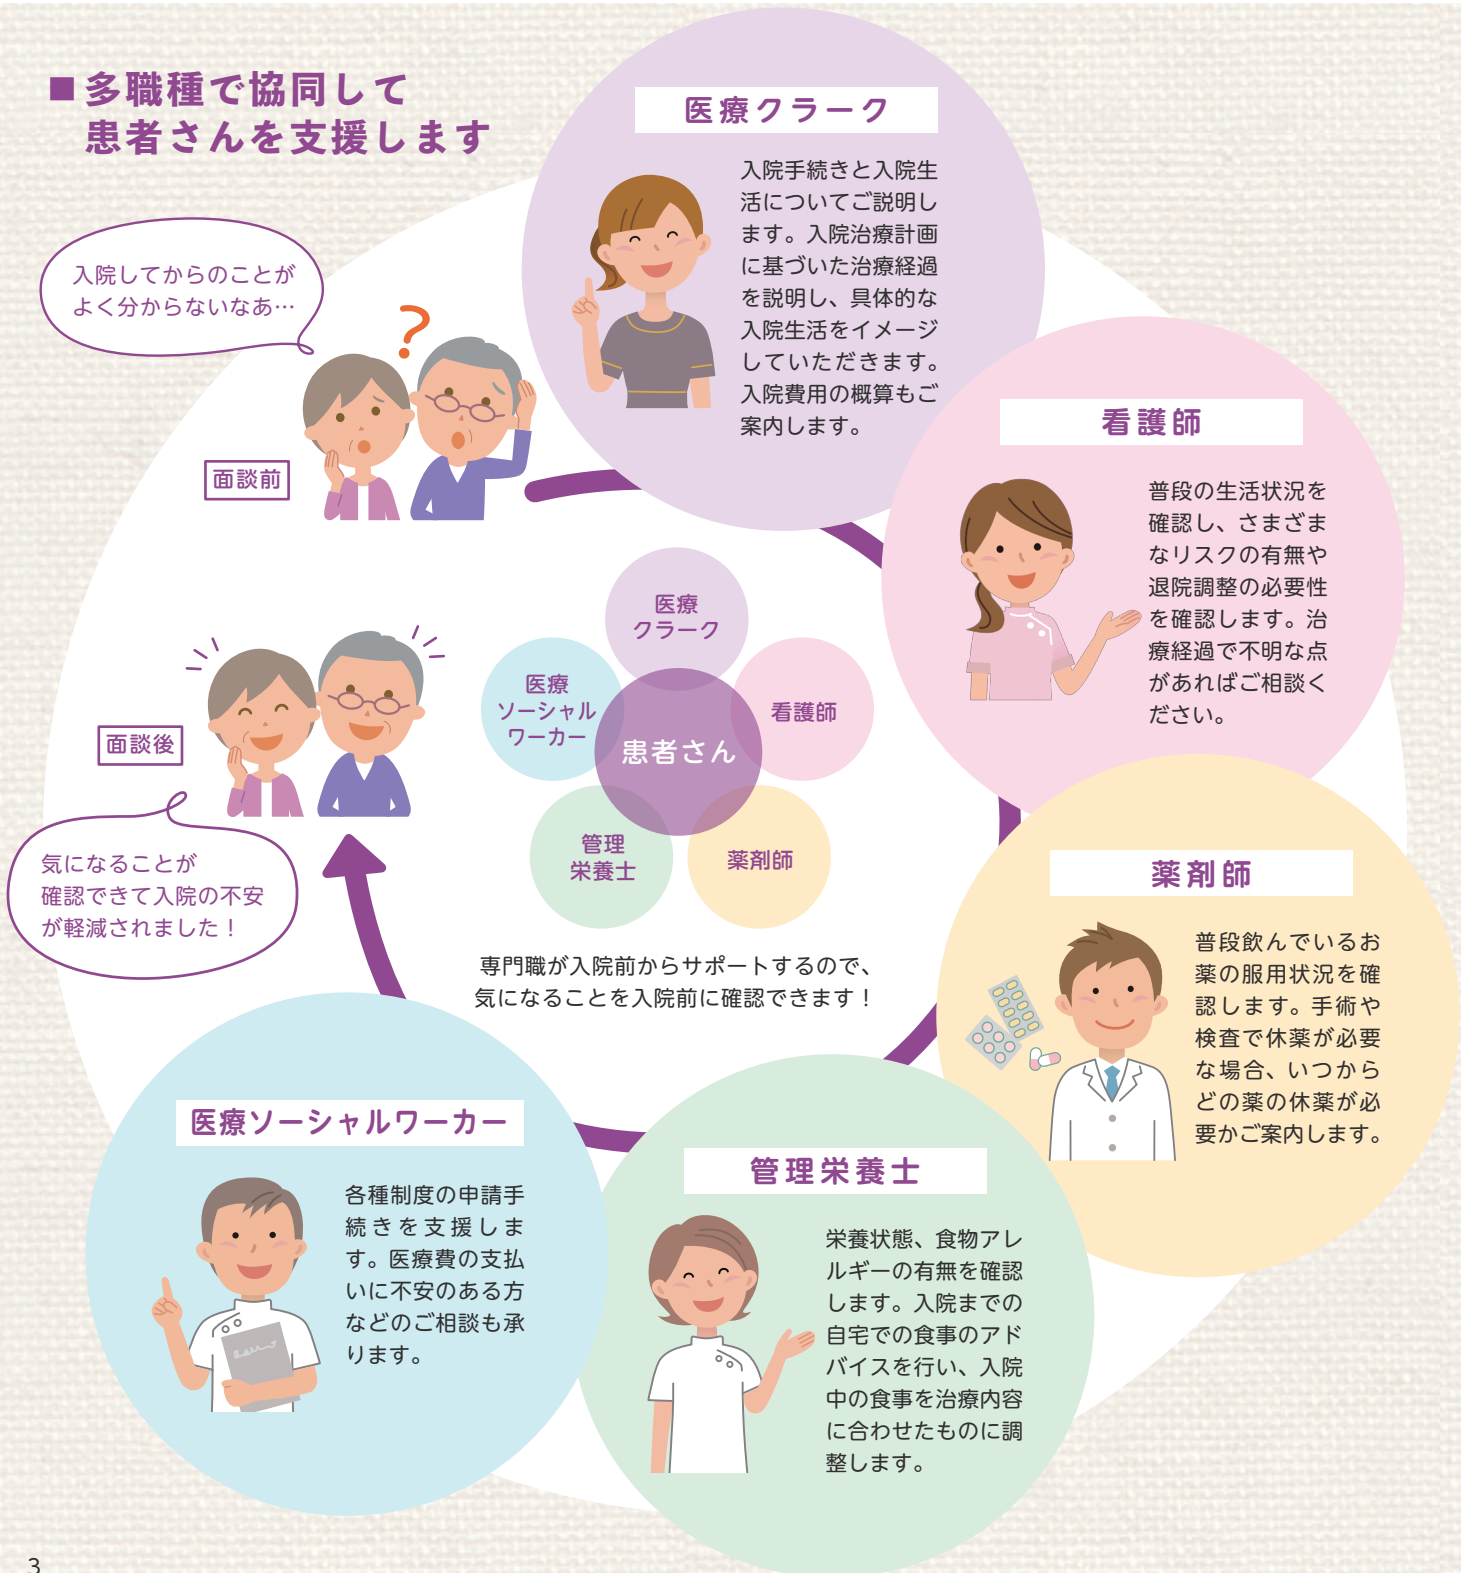 ■多職種で協同して
患者さんを支援します
医療クラーク
入院手続きと入院生
活についてご説明し
ます。入院治療計画
に基づいた治療経過
を説明し、具体的な
入院生活をイメージ
していただきます。
入院費用の概算もご
案内します。
入院してからのことが
よく分からないなあ…
?
面談前
看護師
普段の生活状況を
確認し、さまざま
なリスクの有無や
退院調整の必要性
を確認します。治
療経過で不明な点
があればご相談く
ださい。
医療
クラーク
医療
ソーシャル
ワーカー
看護師
患者さん
管理
栄養士
薬剤師
面談後
気になることが
確認できて入院の不安
が軽減されました！
専門職が入院前からサポートするので、
気になることを入院前に確認できます！
薬剤師
普段飲んでいるお
薬の服用状況を確
認します。手術や
検査で休薬が必要
な場合、いつから
どの薬の休薬が必
要かご案内します。
管理栄養士
栄養状態、食物アレ
ルギーの有無を確認
します。入院までの
自宅での食事のアド
バイスを行い、入院
中の食事を治療内容
に合わせたものに調
整します。
医療ソーシャルワーカー
各種制度の申請手
続きを支援しま
す。医療費の支払
いに不安のある方
などのご相談も承
ります。
3